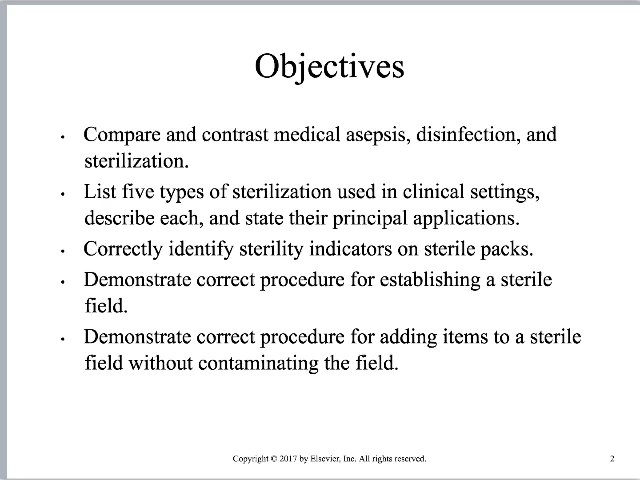 Objectives
• Compare and contrast medical asepsis, disinfection, and
sterilization.
• List five types of sterilization used in clinical settings,
describe each, and state their principal applications.
• Correctly identify sterility indicators on sterile packs.
• Demonstrate correct procedure for establishing a sterile
field.
• Demonstrate correct procedure for adding items to a sterile
field without contaminating the field.
Copyright © 2017 by Elsevier, Inc. All rights reserved.
2